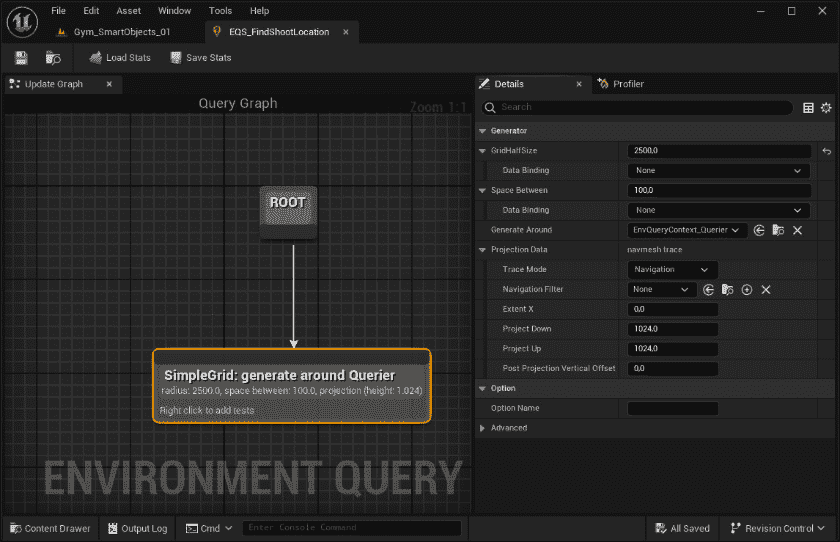 File Edit Asset Window Tools Help
Gym_SmartObjects_01
EQS_FindShootLocation
Load Stats
Save Stats
Update Graph
Query Graph
Zoom 1:1
ROOT
SimpleGrid: generate around Querier
radius: 2500.0, space between: 100.0, projection (height: 1.024)
Right click to add tests
ENVIRONMENT QUERY
Details
Profiler
Search
Generator
GridHalfSize 2500,0
Data Binding None
Space Between 100,0
Data Binding None
Generate Around EnvQueryContext_Querier
Projection Data navmesh trace
Trace Mode Navigation
Navigation Filter None
Extent X 0,0
Project Down 1024,0
Project Up 1024,0
Post Projection Vertical Offset 0,0
Option
Option Name
Advanced
Content Drawer Output Log Cmd Enter Console Command All Saved Revision Control